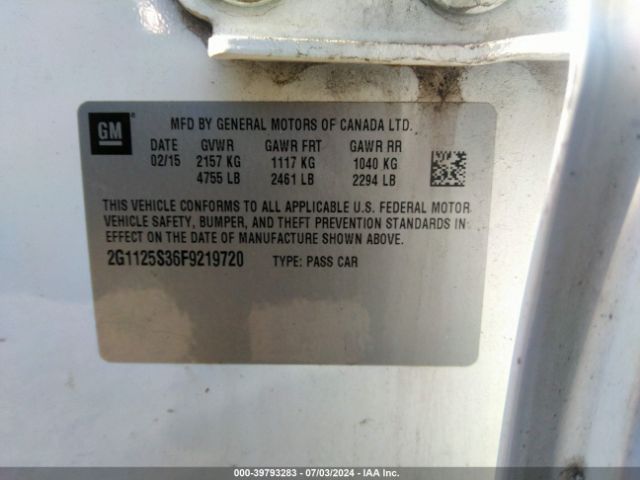 GM
MFD BY GENERAL MOTORS OF CANADA LTD.
DATE GVWR GAWR FRT GAWR RR
02/15 2157 KG 1117 KG 1040 KG
4755 LB 2461 LB 2294 LB
THIS VEHICLE CONFORMS TO ALL APPLICABLE U.S. FEDERAL MOTOR
VEHICLE SAFETY, BUMPER, AND THEFT PREVENTION STANDARDS IN
EFFECT ON THE DATE OF MANUFACTURE SHOWN ABOVE.
2G1125S36F9219720 TYPE: PASS CAR
000-39793283 - 07/03/2024 - IAA Inc.